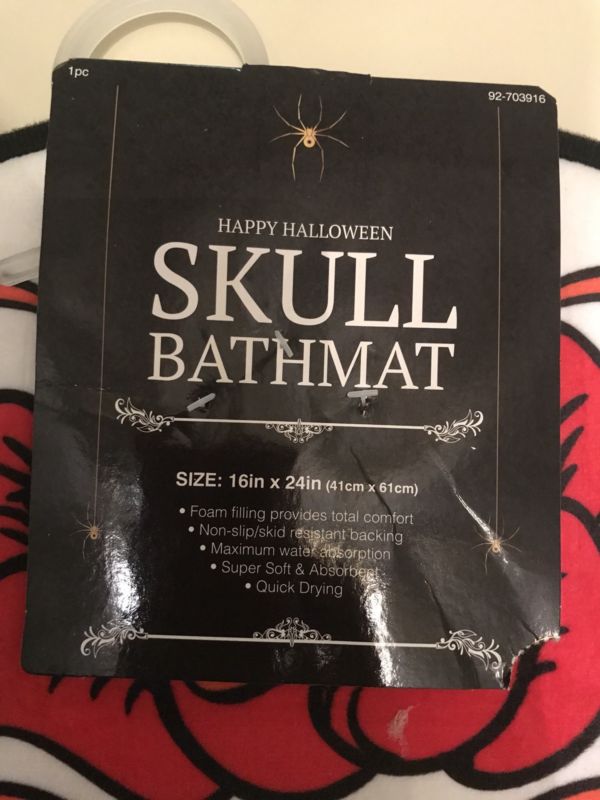 1pc
92-703916
HAPPY HALLOWEEN
SKULL
BATHMAT
SIZE: 16in x 24in (41cm x 61cm)
• Foam filling provides total comfort
• Non-slip/skid resistant backing
• Maximum water absorption
• Super Soft & Absorbent
• Quick Drying